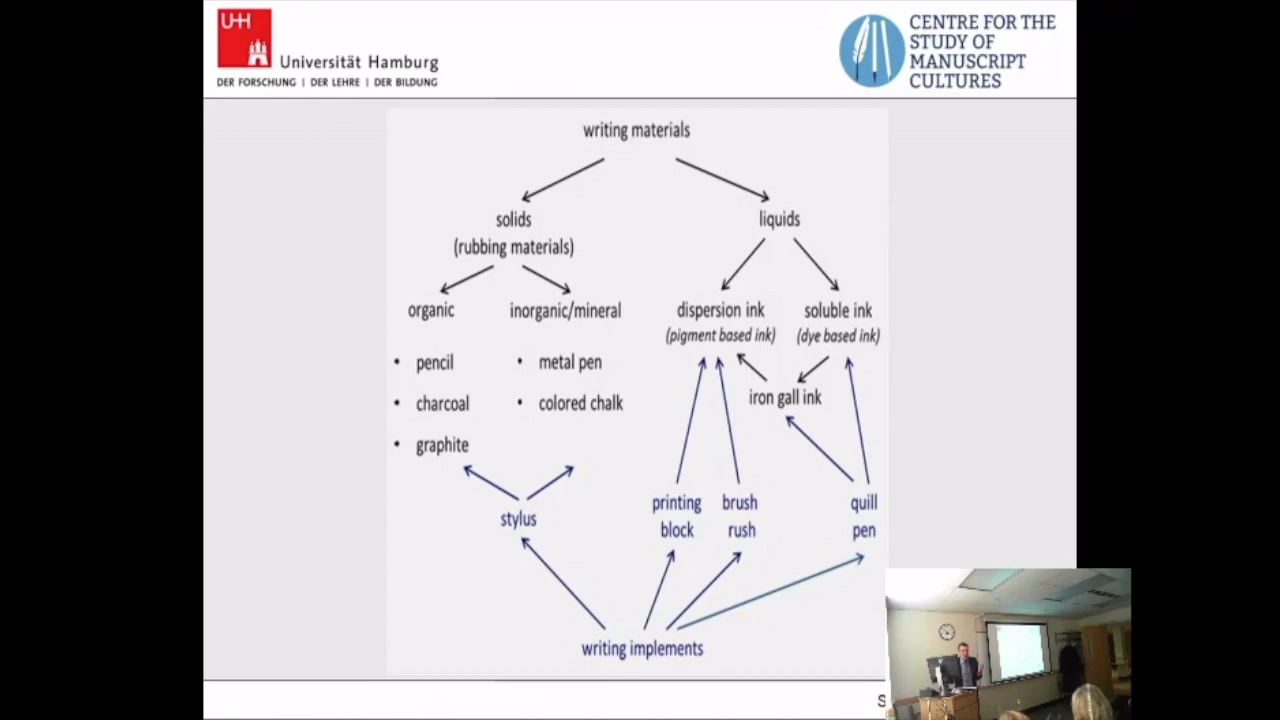 UH
Universität Hamburg
DER FORSCHUNG | DER LEHRE | DER BILDUNG
CENTRE FOR THE
STUDY OF
MANUSCRIPT
CULTURES
writing materials
solids
(rubbing materials)
liquids
organic
inorganic/mineral
dispersion ink
(pigment based ink)
soluble ink
(dye based ink)
• pencil
• metal pen
• charcoal
• colored chalk
iron gall ink
• graphite
stylus
printing
block
brush
rush
quill
pen
writing implements
S